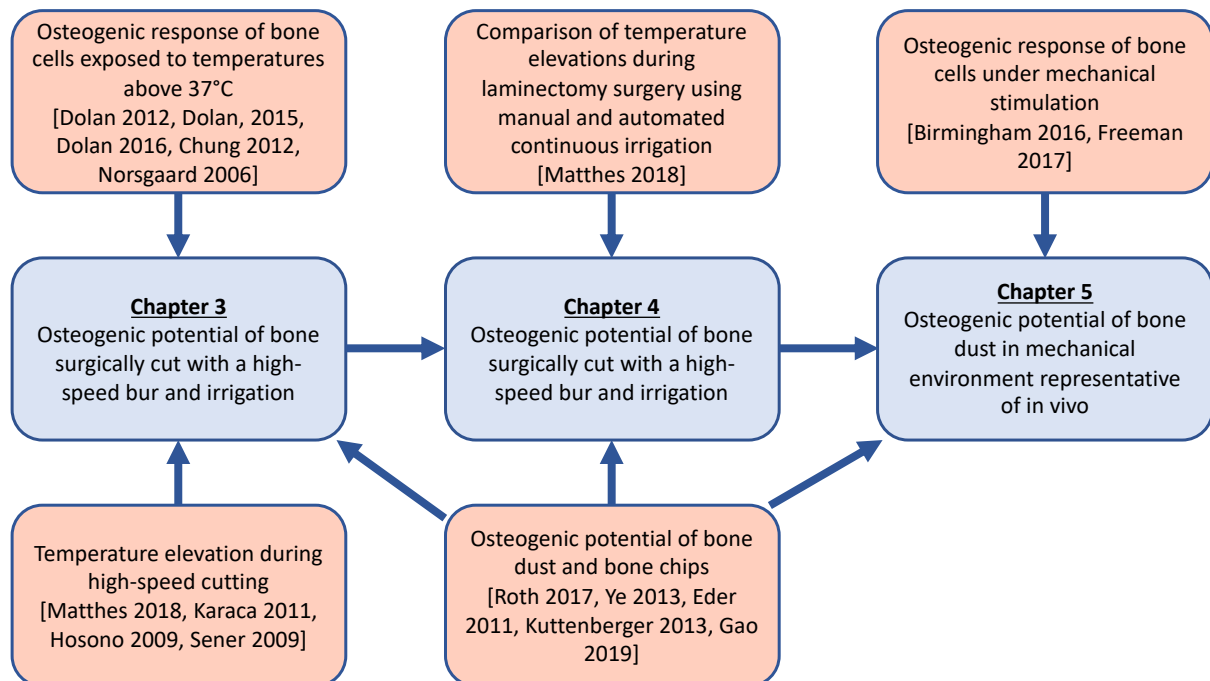 Osteogenic response of bone
cells exposed to temperatures
above 37°C
[Dolan 2012, Dolan, 2015,
Dolan 2016, Chung 2012,
Norsgaard 2006]
Comparison of temperature
elevations during
laminectomy surgery using
manual and automated
continuous irrigation
[Matthes 2018]
Osteogenic response of bone
cells under mechanical
stimulation
[Birmingham 2016, Freeman
2017]
Chapter 3
Osteogenic potential of bone
surgically cut with a high-
speed bur and irrigation
Chapter 4
Osteogenic potential of bone
surgically cut with a high-
speed bur and irrigation
Chapter 5
Osteogenic potential of bone
dust in mechanical
environment representative
of in vivo
Temperature elevation during
high-speed cutting
[Matthes 2018, Karaca 2011,
Hosono 2009, Sener 2009]
Osteogenic potential of bone
dust and bone chips
[Roth 2017, Ye 2013, Eder
2011, Kuttenberger 2013, Gao
2019]